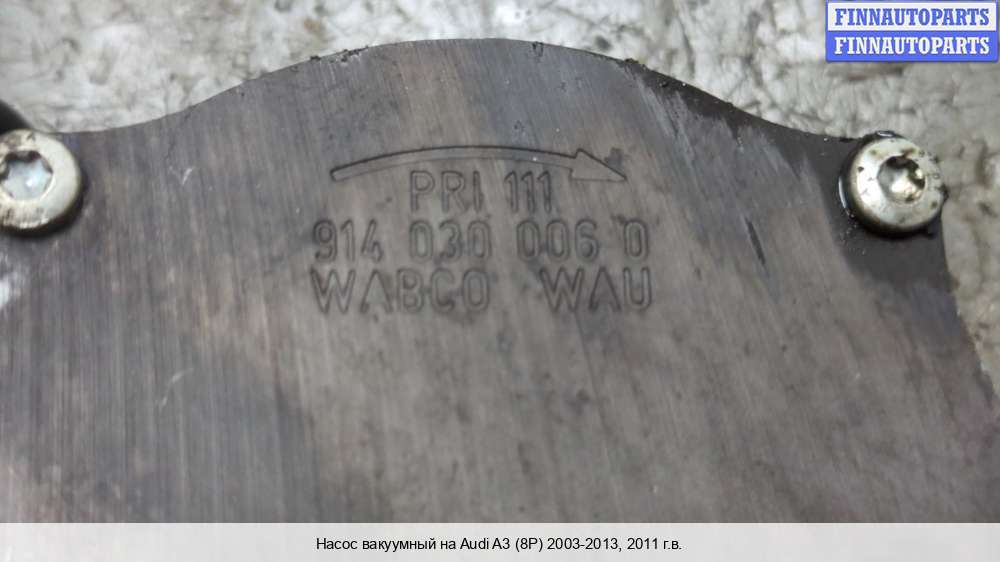 FINNAUTOPARTS
FINNAUTOPARTS
PRI 111
914 030 006 0
WABCO WAU
Насос вакуумный на Audi A3 (8P) 2003-2013, 2011 г.в.